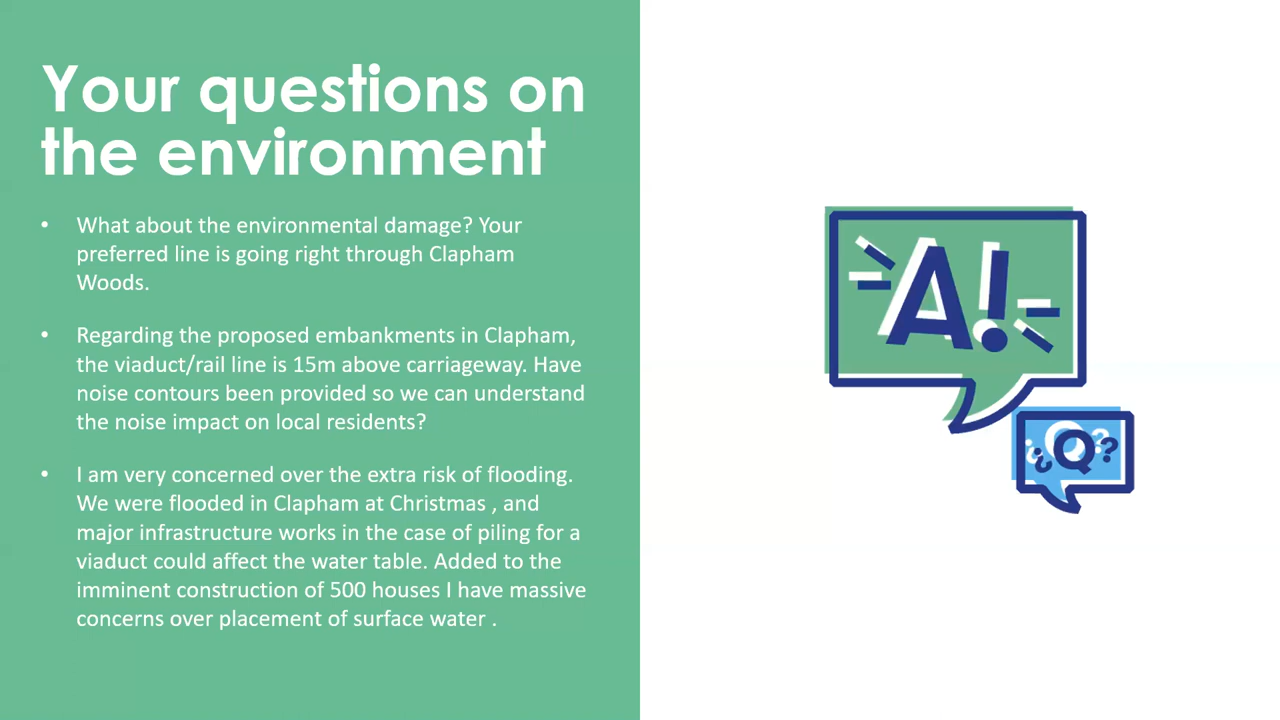 Your questions on
the environment
• What about the environmental damage? Your
preferred line is going right through Clapham
Woods.
• Regarding the proposed embankments in Clapham,
the viaduct/rail line is 15m above carriageway. Have
noise contours been provided so we can understand
the noise impact on local residents?
• I am very concerned over the extra risk of flooding.
We were flooded in Clapham at Christmas , and
major infrastructure works in the case of piling for a
viaduct could affect the water table. Added to the
imminent construction of 500 houses I have massive
concerns over placement of surface water .
A!
¿Q?